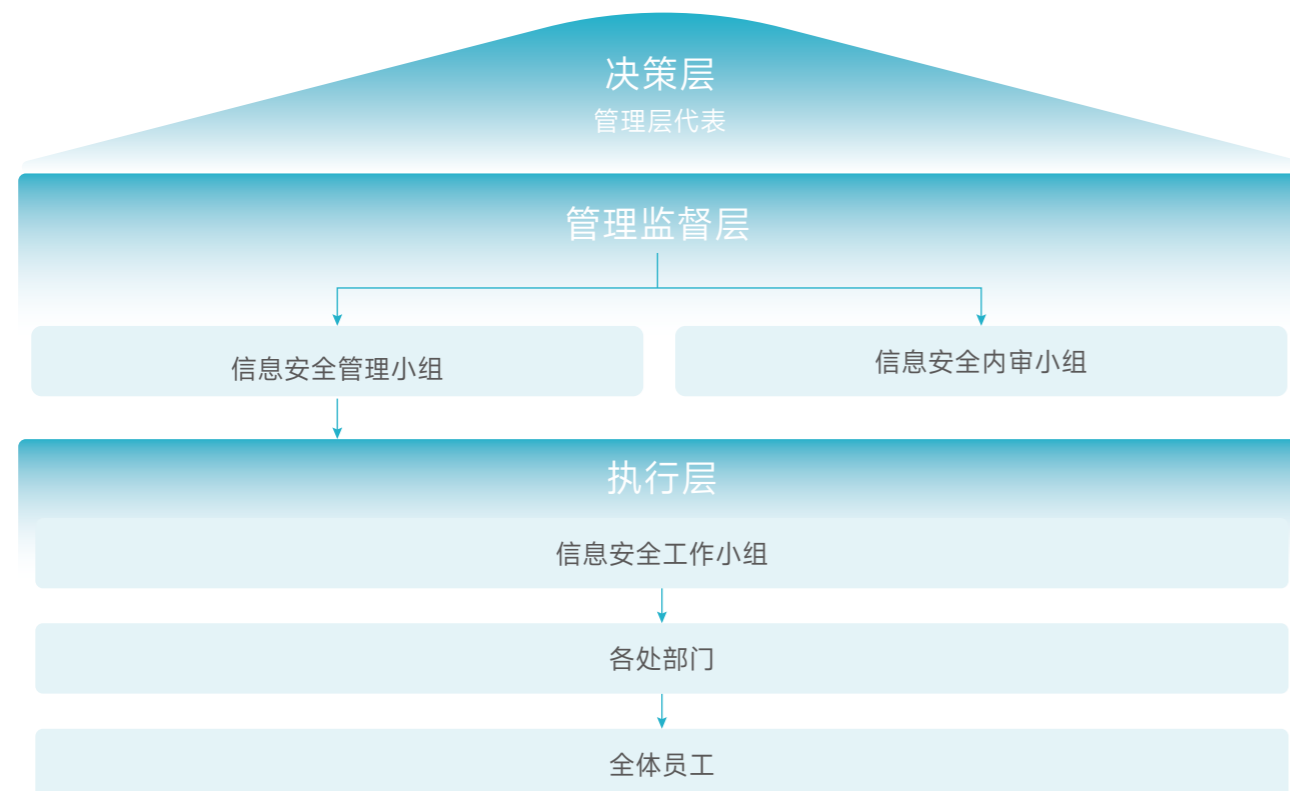 决策层
管理层代表
管理监督层
信息安全管理小组
信息安全内审小组
执行层
信息安全工作小组
各处部门
全体员工